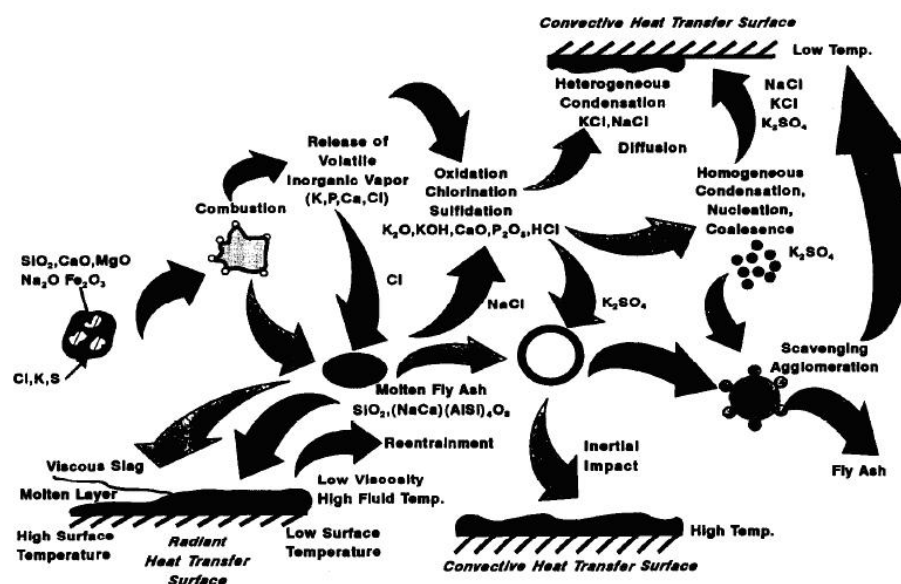 Convective Heat Transfer Surface
Low Temp.
Heterogeneous
Condensation
KCl,NaCl
NaCl
KCl
K₂SO₄
Diffusion
Release of
Volatile
Inorganic Vapor
(K,P,Ca,Cl)
Oxidation
Chlorination
Sulfidation
K₂O,KOH,CaO,P₂O₅,HCl
Homogeneous
Condensation,
Nucleation,
Coalesence
K₂SO₄
Combustion
SiO₂,CaO,MgO
Na₂O Fe₂O₃
Cl,K,S
Cl
NaCl
K₂SO₄
Scavenging
Agglomeration
Molten Fly Ash
SiO₂,(NaCa)(AlSi)₄O₈
Reentrainment
Inertial
Impact
Fly Ash
Viscous Slag
Molten Layer
Low Viscosity
High Fluid Temp.
High Surface
Temperature
Radiant
Heat Transfer
Surface
Low Surface
Temperature
High Temp.
Convective Heat Transfer Surface